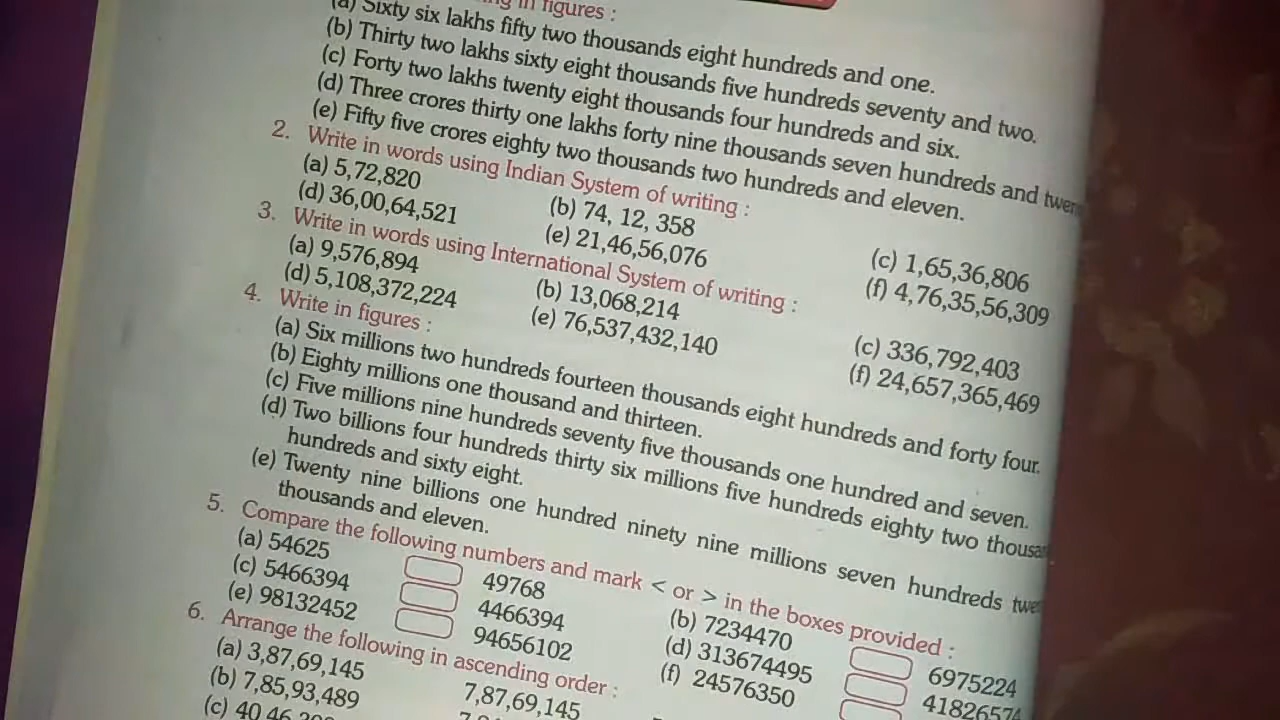 in figures :
(a) Sixty six lakhs fifty two thousands eight hundreds and one.
(b) Thirty two lakhs sixty eight thousands five hundreds seventy and two.
(c) Forty two lakhs twenty eight thousands four hundreds and six.
(d) Three crores thirty one lakhs forty nine thousands seven hundreds and
(e) Fifty five crores eighty two thousands two hundreds and eleven.
2. Write in words using Indian System of writing :
(a) 5,72,820 (b) 74, 12, 358 (c) 1,65,36,806
(d) 36,00,64,521 (e) 21,46,56,076 (f) 4,76,35,56,309
3. Write in words using International System of writing :
(a) 9,576,894 (b) 13,068,214 (c) 336,792,403
(d) 5,108,372,224 (e) 76,537,432,140 (f) 24,657,365,469
4. Write in figures :
(a) Six millions two hundreds fourteen thousands eight hundreds and forty four.
(b) Eighty millions one thousand and thirteen.
(c) Five millions nine hundreds seventy five thousands one hundred and seven.
(d) Two billions four hundreds thirty six millions five hundreds eighty two
hundreds and sixty eight.
(e) Twenty nine billions one hundred ninety nine millions seven hundreds
thousands and eleven.
5. Compare the following numbers and mark < or > in the boxes provided :
(a) 54625 49768 (b) 7234470 6975224
(c) 5466394 4466394 (d) 313674495
(e) 98132452 94656102 (f) 24576350
6. Arrange the following in ascending order :
(a) 3,87,69,145 7,87,69,145
(b) 7,85,93,489
(c) 40,46